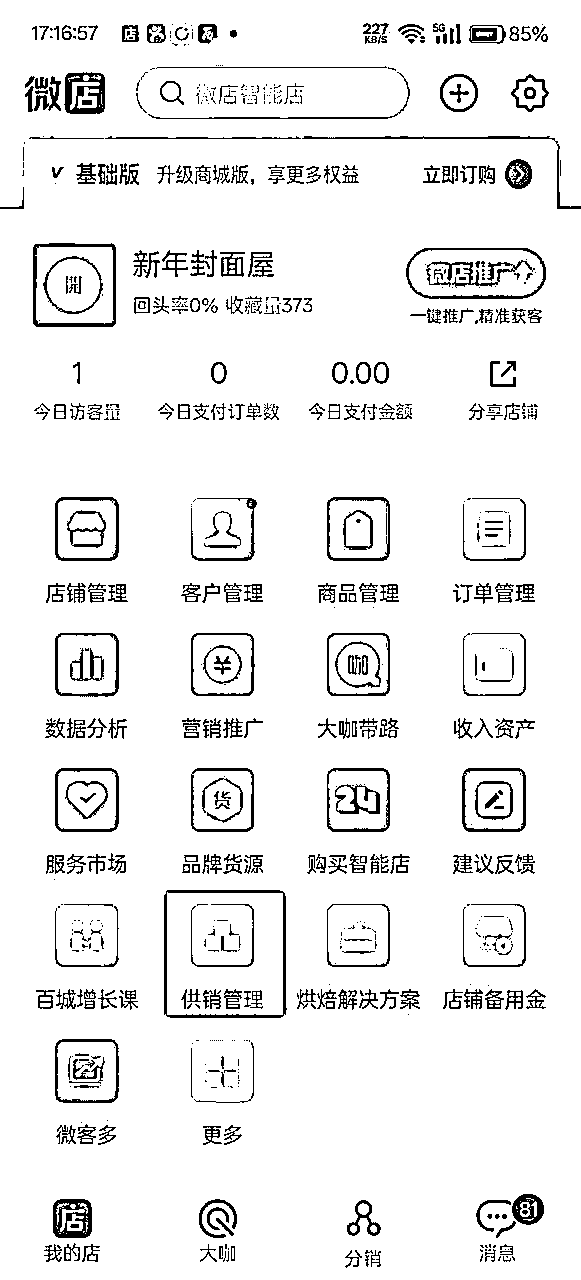 17:16:57 店 227 KB/S 5G 85%
微店 微店智能店
基础版 升级商城版，享更多权益 立即订购
開 新年封面屋 微店推广
回头率0% 收藏量373 一键推广,精准获客
1 0 0.00
今日访客量 今日支付订单数 今日支付金额 分享店铺
店铺管理 客户管理 商品管理 订单管理
咖
数据分析 营销推广 大咖带路 收入资产
货 24
服务市场 品牌货源 购买智能店 建议反馈
百城增长课 供销管理 烘焙解决方案 店铺备用金
微客多 更多
店 81
我的店 大咖 分销 消息